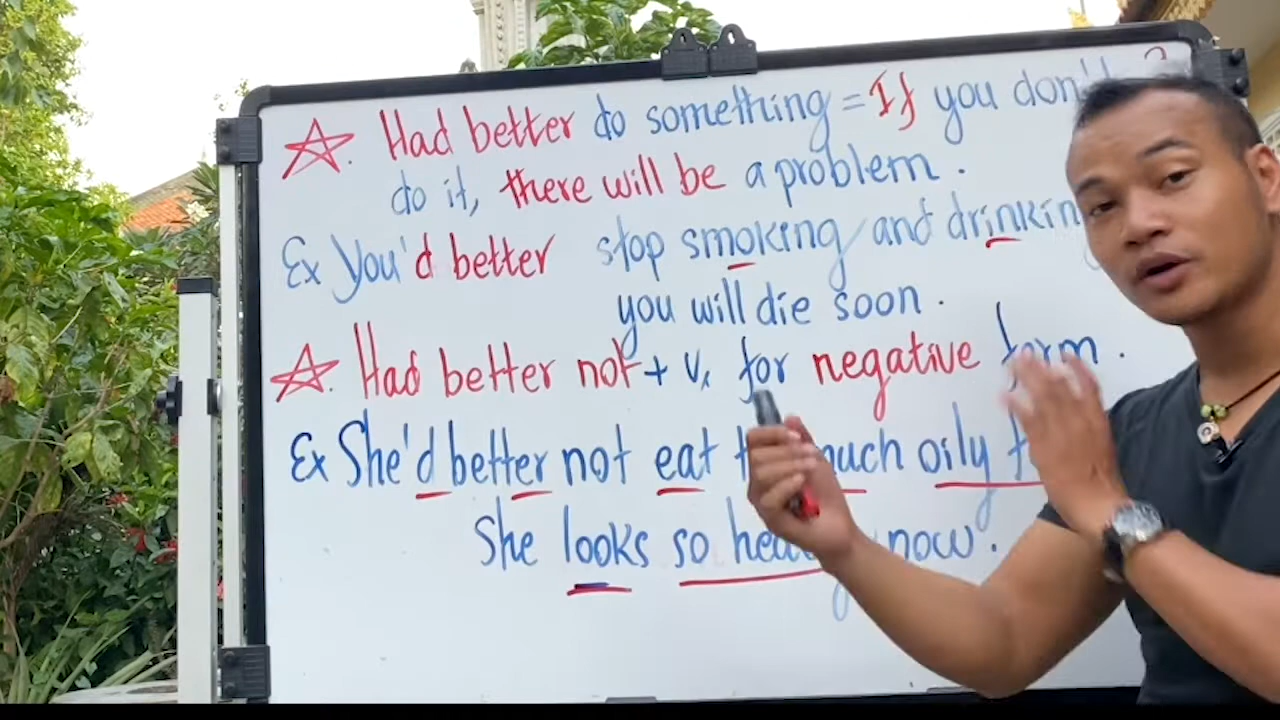 Had better do something = If you don't
do it, there will be a problem.
Ex You'd better stop smoking and
you will die soon.
Had better not + V₁ for negative form.
Ex She'd better not eat much oily
She looks so now.